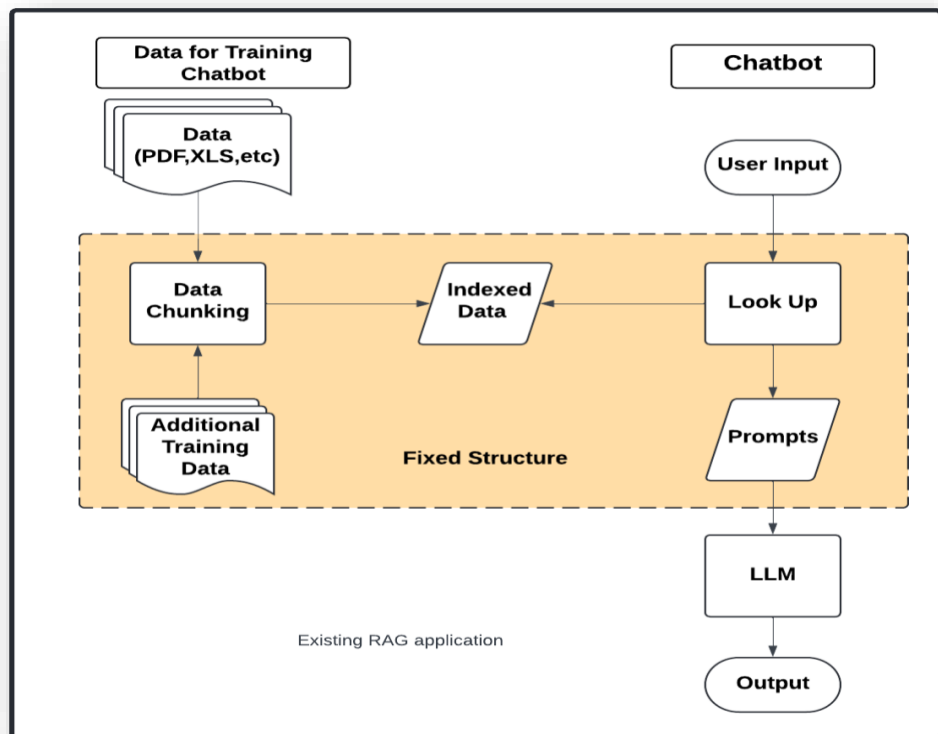 Data for Training
Chatbot
Chatbot
Data
(PDF,XLS,etc)
User Input
Data
Chunking
Indexed
Data
Look Up
Additional
Training
Data
Fixed Structure
Prompts
LLM
Existing RAG application
Output